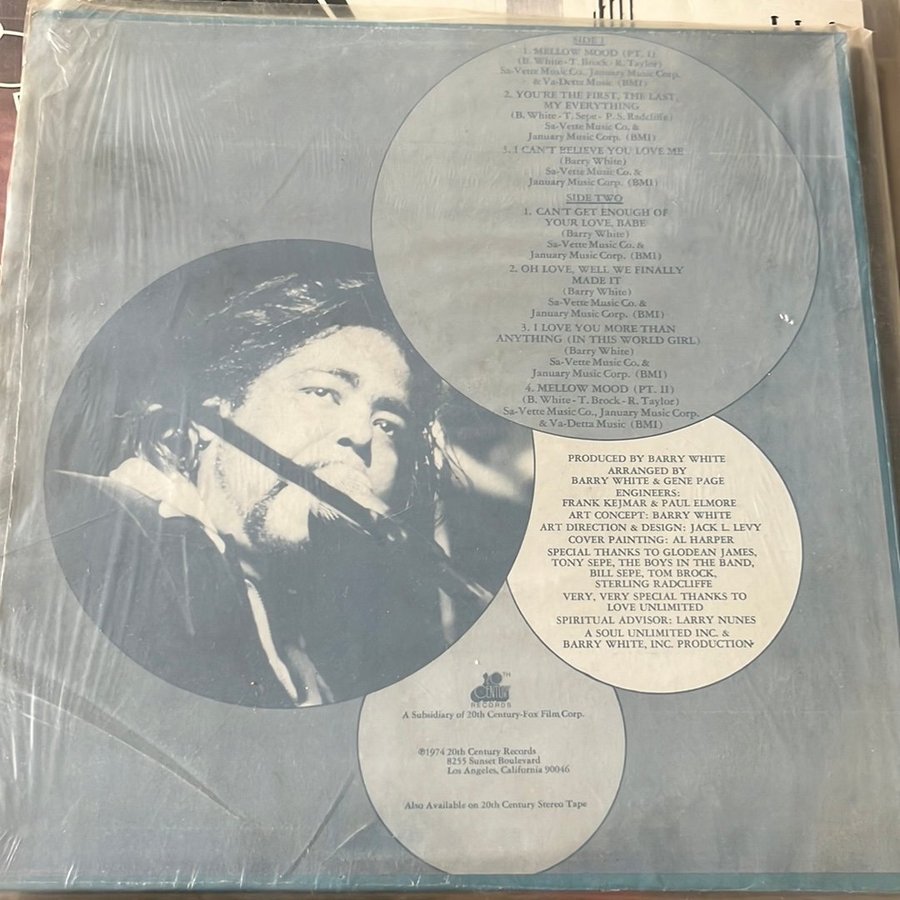 SIDE 1
1. MELLOW MOOD (PT. I)
(B. White - T. Brock - R. Taylor)
Sa-Vette Music Co., January Music Corp.
& Va-Detta Music (BMI)
2. YOU'RE THE FIRST, THE LAST,
MY EVERYTHING
(B. White - T. Sepe - P. S. Radcliffe)
Sa-Vette Music Co. &
January Music Corp. (BMI)
3. I CAN'T BELIEVE YOU LOVE ME
(Barry White)
Sa-Vette Music Co. &
January Music Corp. (BMI)
SIDE TWO
1. CAN'T GET ENOUGH OF
YOUR LOVE, BABE
(Barry White)
Sa-Vette Music Co. &
January Music Corp. (BMI)
2. OH LOVE, WELL WE FINALLY
MADE IT
(Barry White)
Sa-Vette Music Co. &
January Music Corp. (BMI)
3. I LOVE YOU MORE THAN
ANYTHING (IN THIS WORLD GIRL)
(Barry White)
Sa-Vette Music Co. &
January Music Corp. (BMI)
4. MELLOW MOOD (PT. II)
(B. White - T. Brock - R. Taylor)
Sa-Vette Music Co., January Music Corp.
& Va-Detta Music (BMI)
PRODUCED BY BARRY WHITE
ARRANGED BY
BARRY WHITE & GENE PAGE
ENGINEERS:
FRANK KEJMAR & PAUL ELMORE
ART CONCEPT: BARRY WHITE
ART DIRECTION & DESIGN: JACK L. LEVY
COVER PAINTING: AL HARPER
SPECIAL THANKS TO GLODEAN JAMES,
TONY SEPE, THE BOYS IN THE BAND,
BILL SEPE, TOM BROCK,
STERLING RADCLIFFE
VERY, VERY SPECIAL THANKS TO
LOVE UNLIMITED
SPIRITUAL ADVISOR: LARRY NUNES
A SOUL UNLIMITED INC. &
BARRY WHITE, INC. PRODUCTION
20TH
CENTURY
RECORDS
A Subsidiary of 20th Century-Fox Film Corp.
℗1974 20th Century Records
8255 Sunset Boulevard
Los Angeles, California 90046
Also Available on 20th Century Stereo Tape